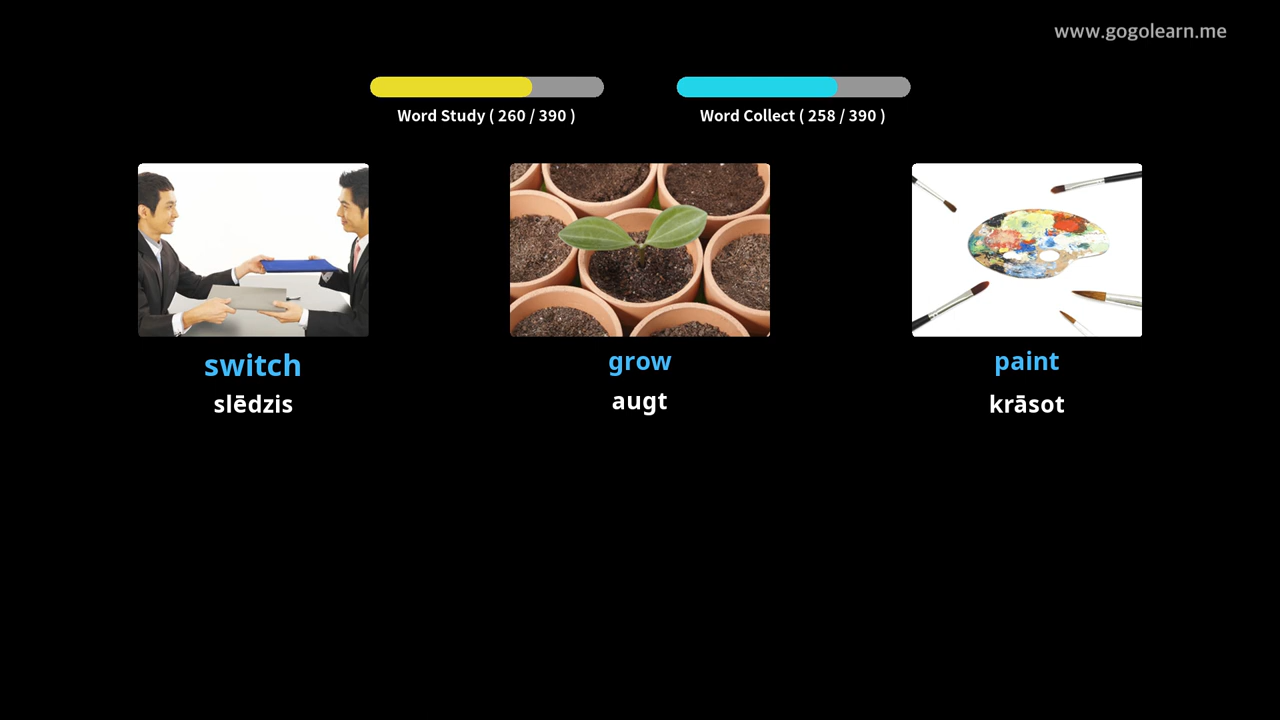 www.gogolearn.me
Word Study ( 260 / 390 )
Word Collect ( 258 / 390 )
switch
slēdzis
grow
augt
paint
krāsot